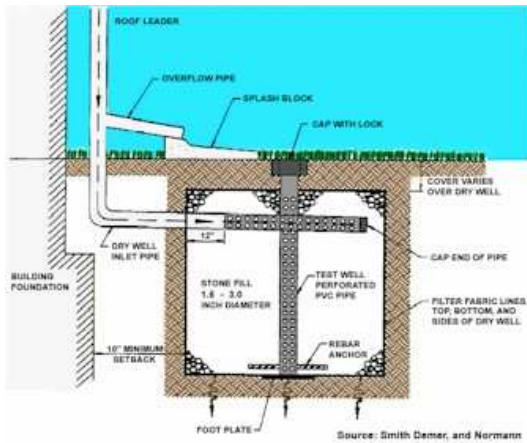 ROOF LEADER
OVERFLOW PIPE
SPLASH BLOCK
CAP WITH LOCK
COVER VARIES
OVER DRY WELL
12"
DRY WELL
INLET PIPE
CAP END OF PIPE
BUILDING
FOUNDATION
STONE FILL
1.5 - 3.0
INCH DIAMETER
TEST WELL
PERFORATED
PVC PIPE
FILTER FABRIC LINES
TOP, BOTTOM, AND
SIDES OF DRY WELL
10" MINIMUM
SETBACK
REBAR
ANCHOR
FOOT PLATE
Source: Smith Demer, and Normann